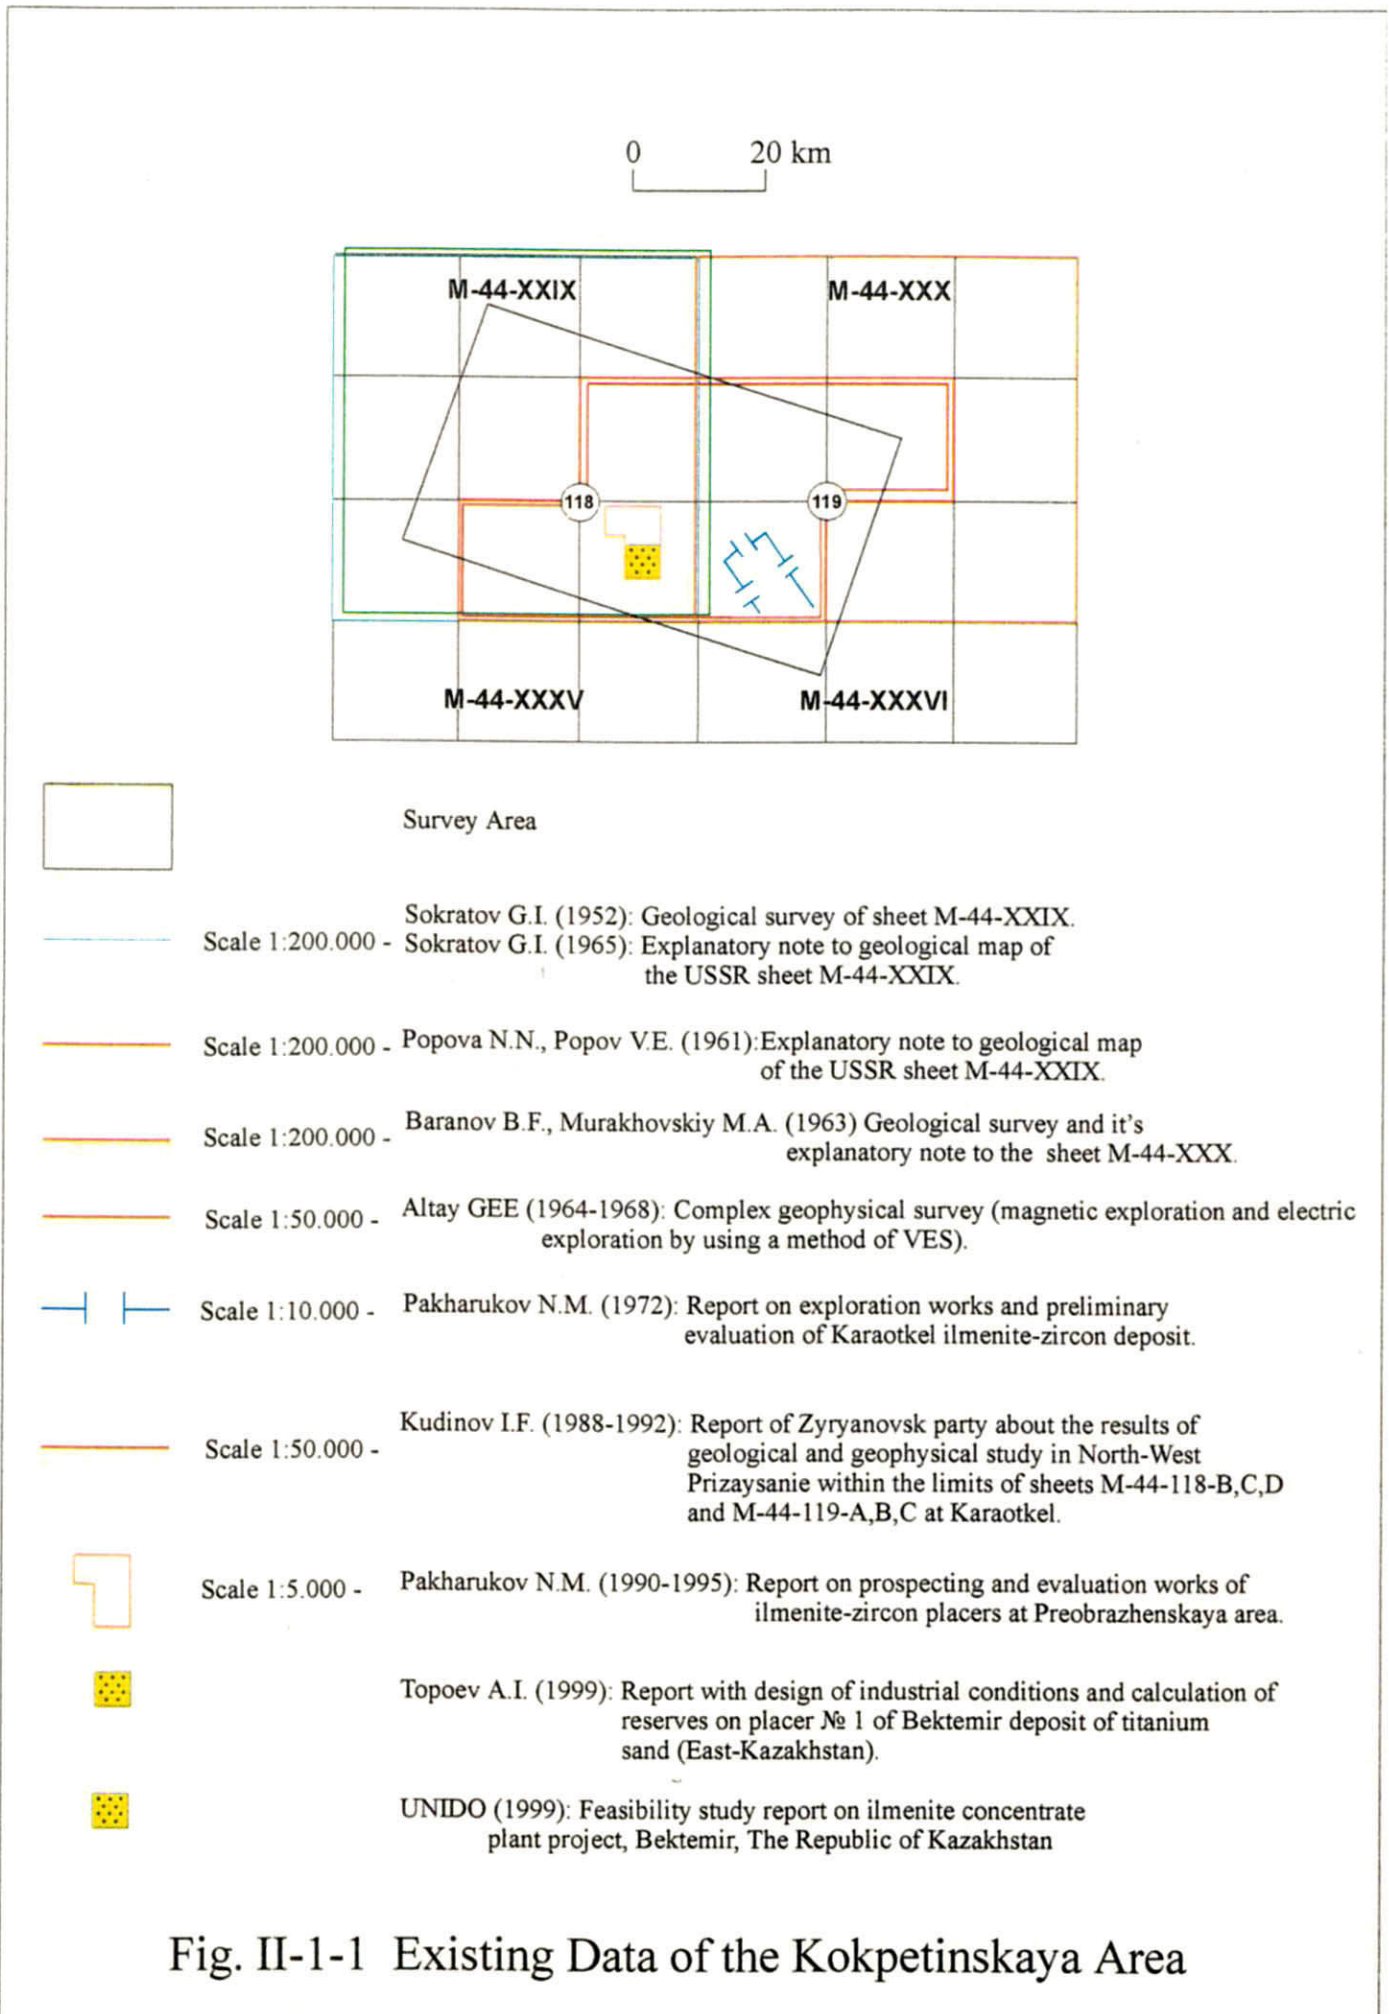 0 20 km
M-44-XXIX M-44-XXX
118 119
M-44-XXXV M-44-XXXVI
Survey Area
Sokratov G.I. (1952): Geological survey of sheet M-44-XXIX.
Scale 1:200.000 - Sokratov G.I. (1965): Explanatory note to geological map of
the USSR sheet M-44-XXIX.
Scale 1:200.000 - Popova N.N., Popov V.E. (1961):Explanatory note to geological map
of the USSR sheet M-44-XXIX.
Scale 1:200.000 - Baranov B.F., Murakhovskiy M.A. (1963) Geological survey and it's
explanatory note to the sheet M-44-XXX.
Scale 1:50.000 - Altay GEE (1964-1968): Complex geophysical survey (magnetic exploration and electric
exploration by using a method of VES).
Scale 1:10.000 - Pakharukov N.M. (1972): Report on exploration works and preliminary
evaluation of Karaotkel ilmenite-zircon deposit.
Kudinov I.F. (1988-1992): Report of Zyryanovsk party about the results of
Scale 1:50.000 - geological and geophysical study in North-West
Prizaysanie within the limits of sheets M-44-118-B,C,D
and M-44-119-A,B,C at Karaotkel.
Scale 1:5.000 - Pakharukov N.M. (1990-1995): Report on prospecting and evaluation works of
ilmenite-zircon placers at Preobrazhenskaya area.
Topoev A.I. (1999): Report with design of industrial conditions and calculation of
reserves on placer № 1 of Bektemir deposit of titanium
sand (East-Kazakhstan).
UNIDO (1999): Feasibility study report on ilmenite concentrate
plant project, Bektemir, The Republic of Kazakhstan
Fig. II-1-1 Existing Data of the Kokpetinskaya Area